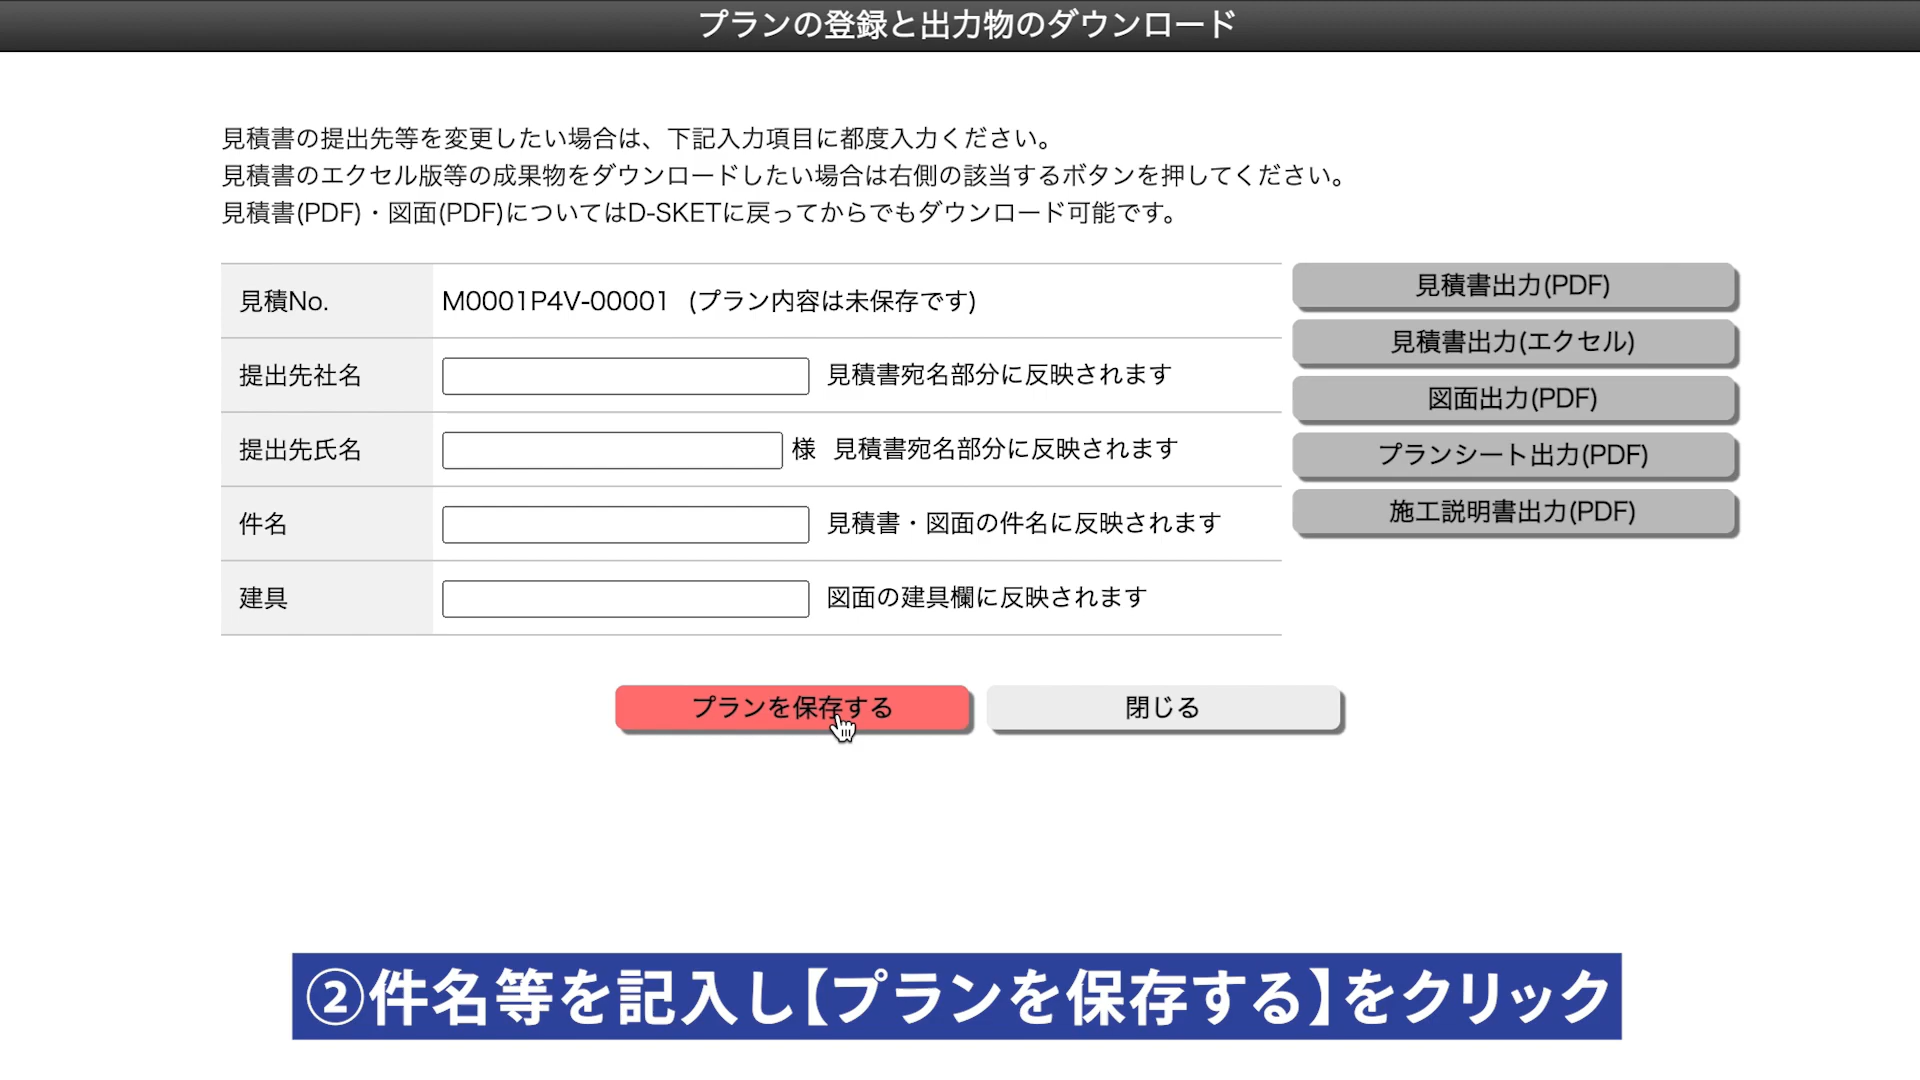 プランの登録と出力物のダウンロード
見積書の提出先等を変更したい場合は、下記入力項目に都度入力ください。
見積書のエクセル版等の成果物をダウンロードしたい場合は右側の該当するボタンを押してください。
見積書(PDF)・図面(PDF)についてはD-SKETに戻ってからでもダウンロード可能です。
見積No. M0001P4V-00001 (プラン内容は未保存です)
提出先社名 見積書宛名部分に反映されます
提出先氏名 様 見積書宛名部分に反映されます
件名 見積書・図面の件名に反映されます
建具 図面の建具欄に反映されます
見積書出力(PDF)
見積書出力(エクセル)
図面出力(PDF)
プランシート出力(PDF)
施工説明書出力(PDF)
プランを保存する 閉じる
②件名等を記入し【プランを保存する】をクリック